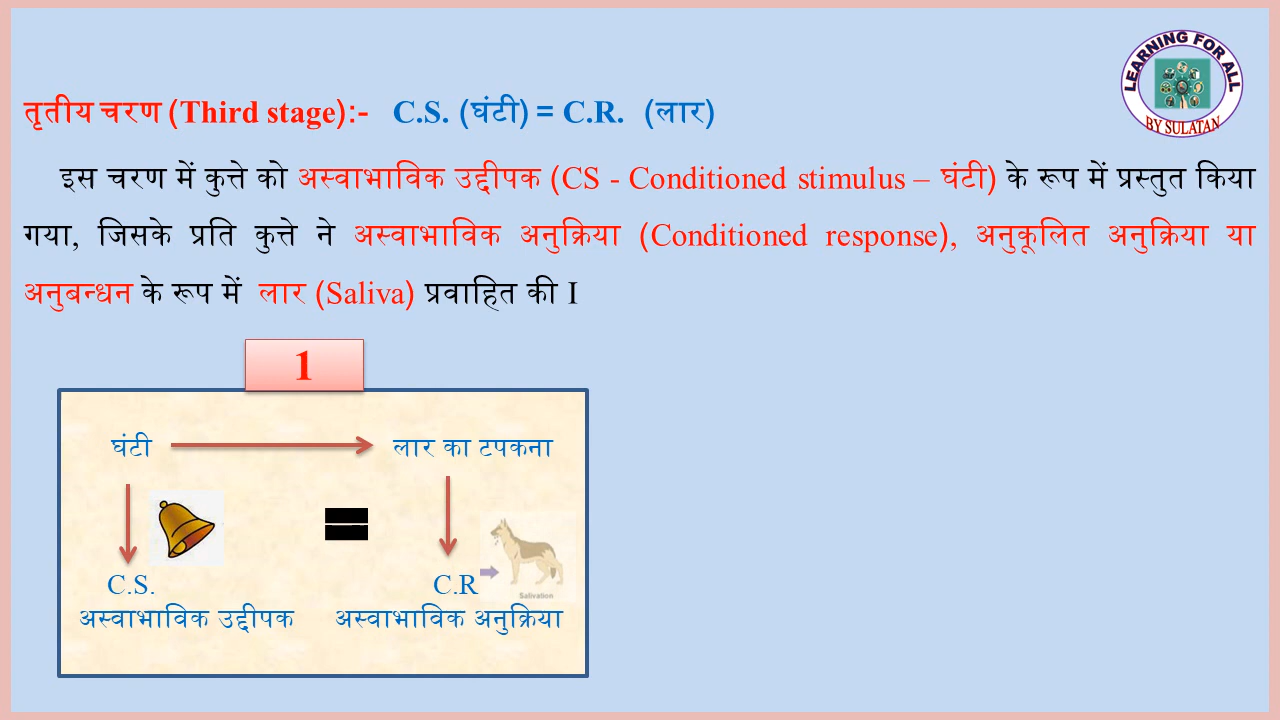 LEARNING FOR ALL
BY SULATAN
तृतीय चरण (Third stage):- C.S. (घंटी) = C.R. (लार)
इस चरण में कुत्ते को अस्वाभाविक उद्दीपक (CS - Conditioned stimulus – घंटी) के रूप में प्रस्तुत किया
गया, जिसके प्रति कुत्ते ने अस्वाभाविक अनुक्रिया (Conditioned response), अनुकूलित अनुक्रिया या
अनुबन्धन के रूप में लार (Saliva) प्रवाहित की I
1
घंटी लार का टपकना
=
C.S. C.R
Salivation
अस्वाभाविक उद्दीपक अस्वाभाविक अनुक्रिया